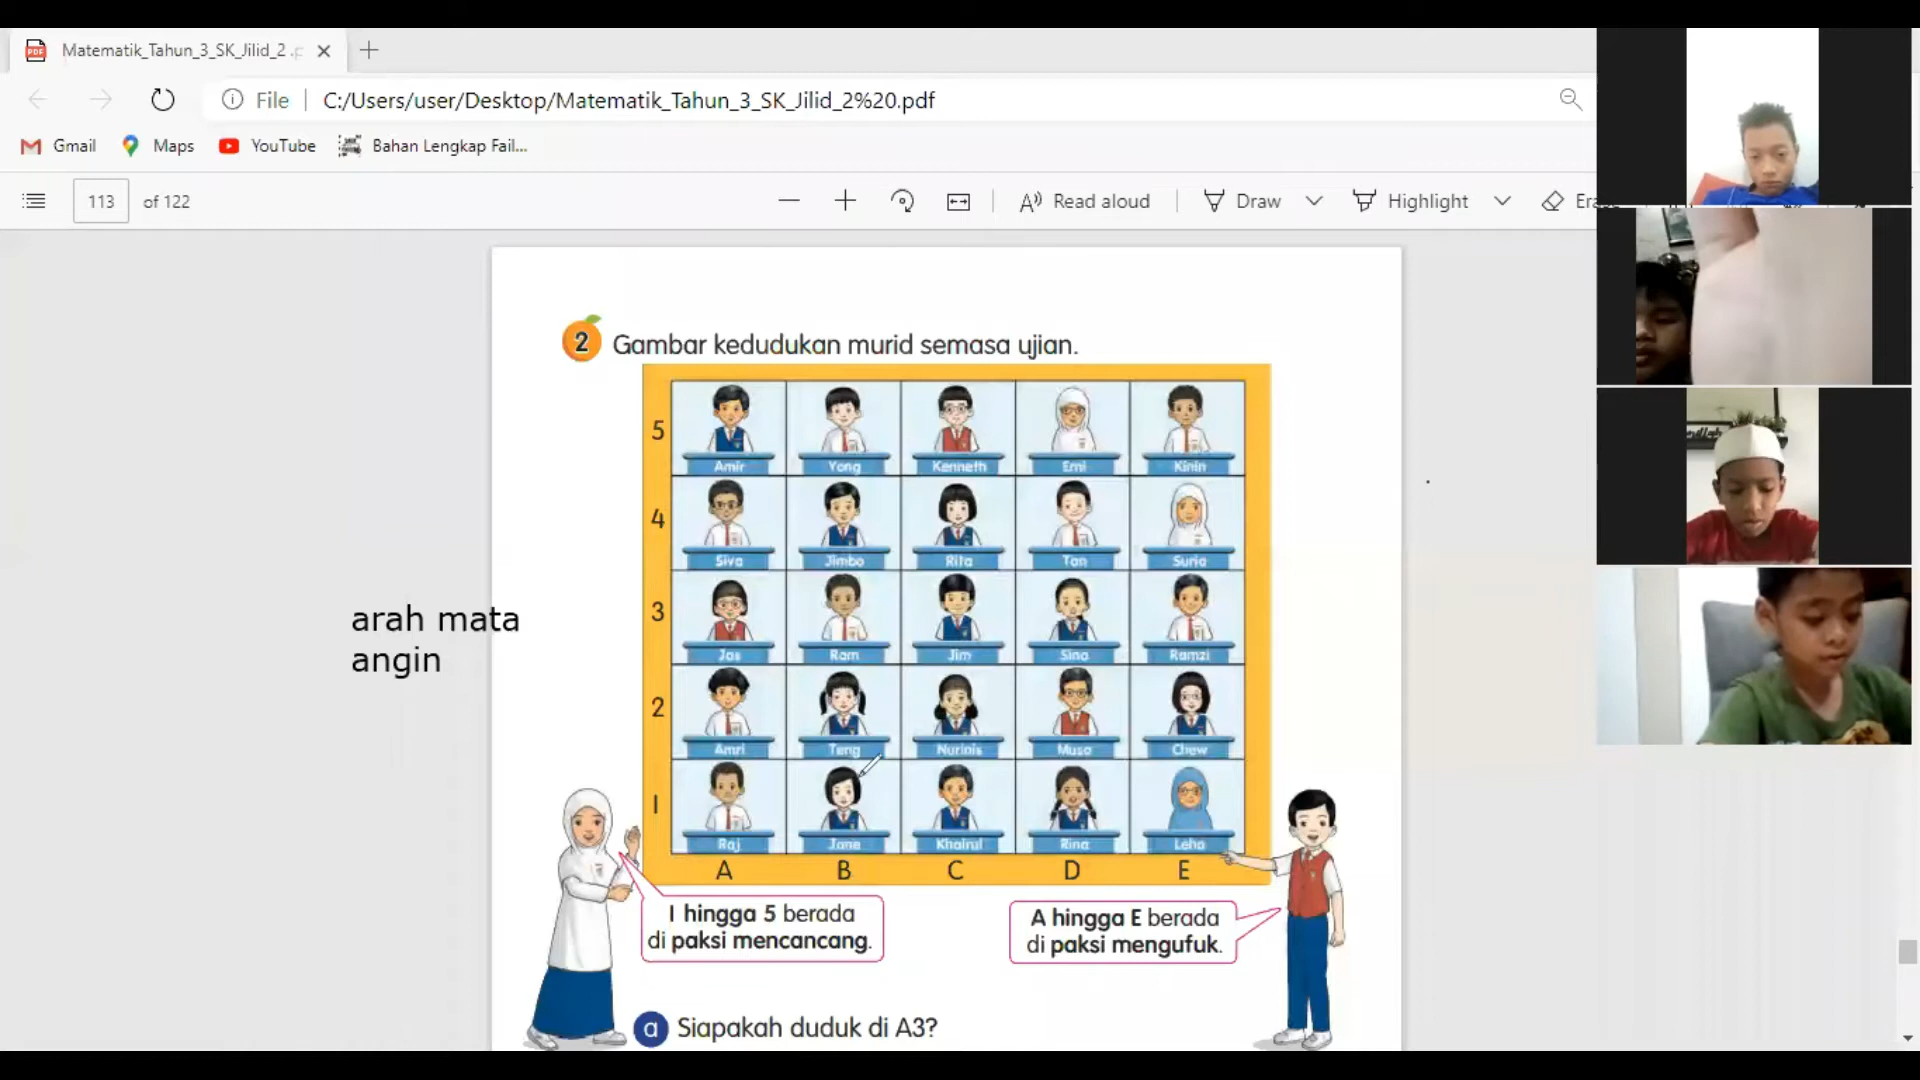 Matematik_Tahun_3_SK_Jilid_2 .p
File
C:/Users/user/Desktop/Matematik_Tahun_3_SK_Jilid_2%20.pdf
Gmail Maps YouTube Bahan Lengkap Fail...
113 of 122
Read aloud Draw Highlight
2 Gambar kedudukan murid semasa ujian.
5
Amir Yong Kenneth Erni Kinin
4
Siva Jimbo Rita Tan Suria
3
Jas Ram Jim Sina Ramzi
arah mata
angin
2
Amri Teng Nurinis Musa Chew
1
Raj Jane Khairul Rina Leha
A B C D E
1 hingga 5 berada
di paksi mencancang.
A hingga E berada
di paksi mengufuk.
a Siapakah duduk di A3?